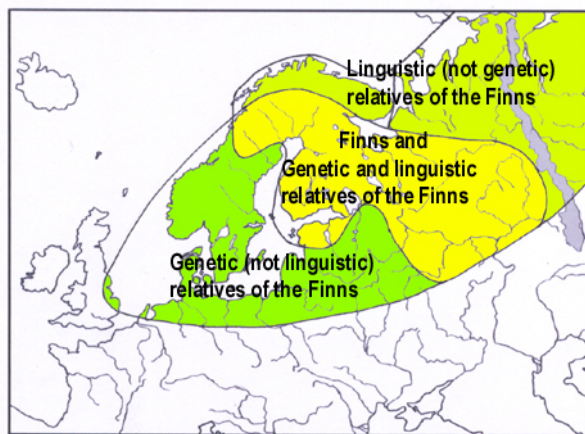 Linguistic (not genetic)
relatives of the Finns
Finns and
Genetic and linguistic
relatives of the Finns
Genetic (not linguistic)
relatives of the Finns